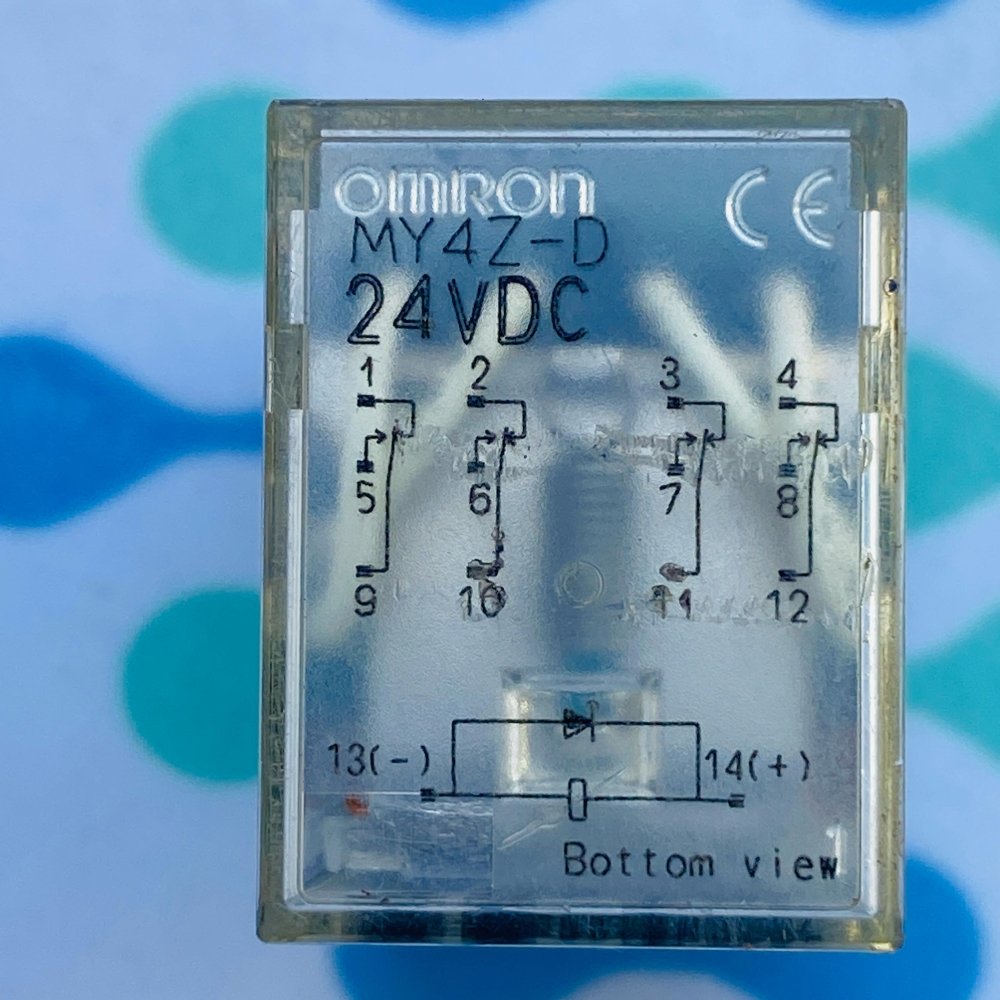 OMRON
CE
MY4Z-D
24VDC
1 2 3 4
5 6 7 8
9 10 11 12
13(-) 14(+)
Bottom view